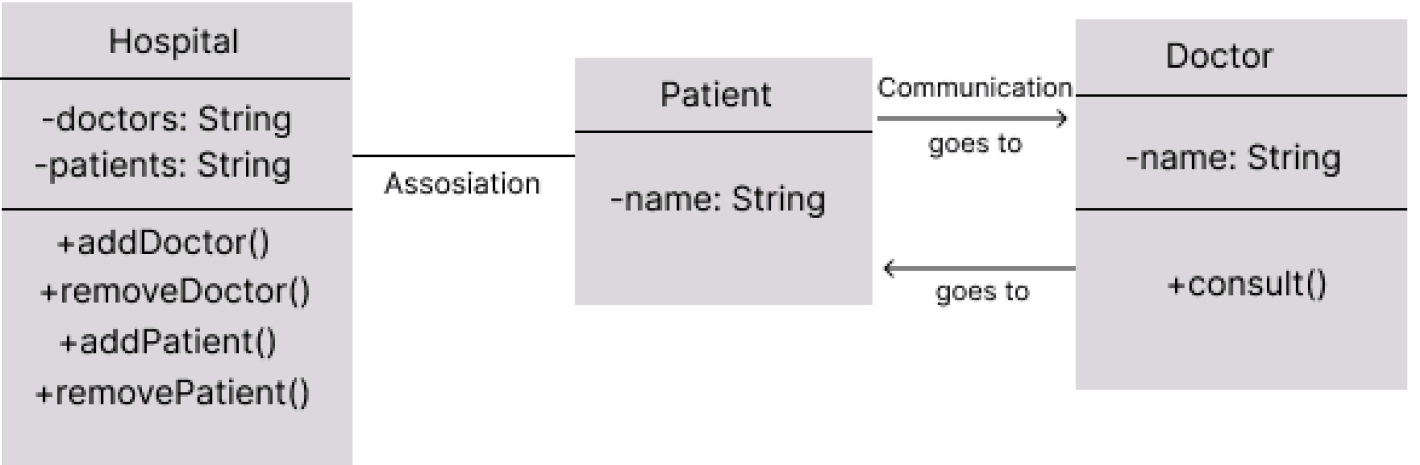 Hospital
-doctors: String
-patients: String
+addDoctor()
+removeDoctor()
+addPatient()
+removePatient()
Assosiation
Patient
-name: String
Communication
goes to
goes to
Doctor
-name: String
+consult()